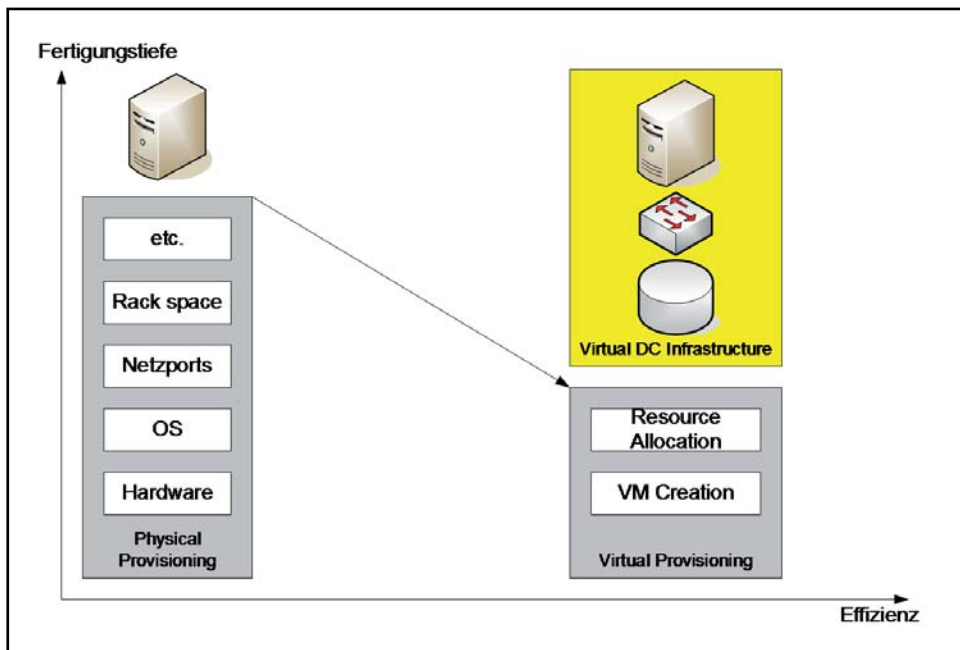 Fertigungstiefe
etc.
Rack space
Netzports
OS
Hardware
Physical
Provisioning
Virtual DC Infrastructure
Resource
Allocation
VM Creation
Virtual Provisioning
Effizienz